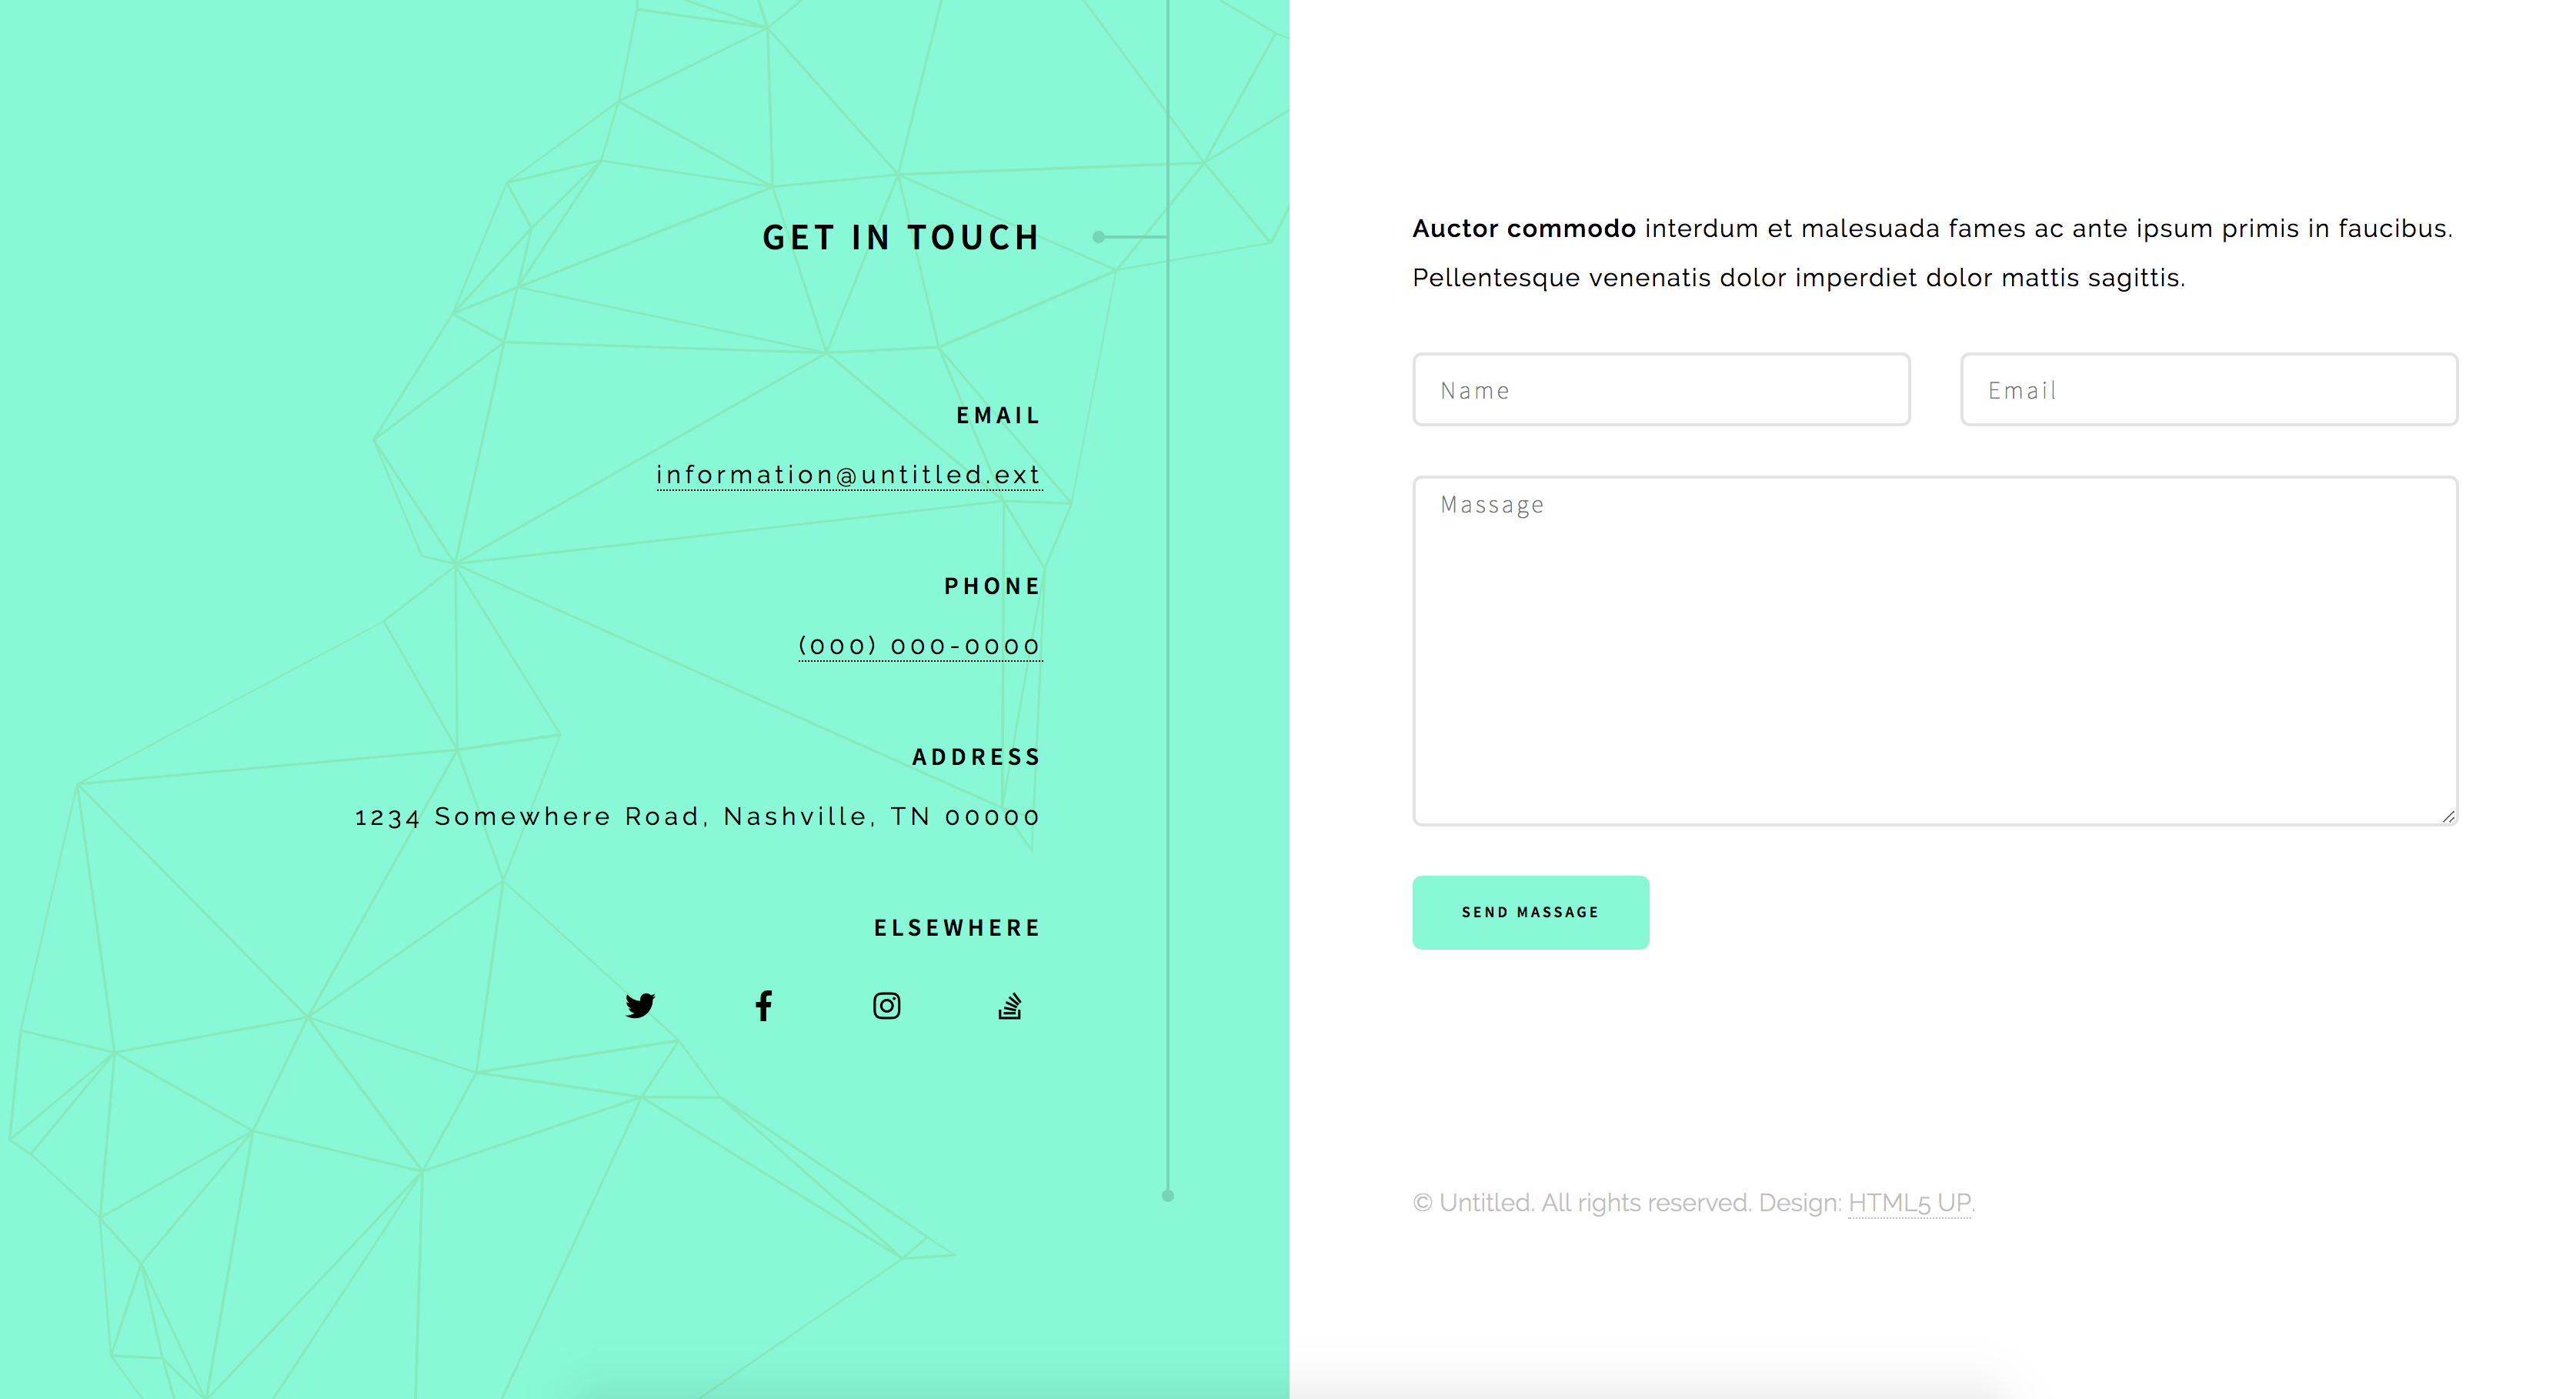 GET IN TOUCH
EMAIL
information@untitled.ext
PHONE
(000) 000-0000
ADDRESS
1234 Somewhere Road, Nashville, TN 00000
ELSEWHERE
Auctor commodo interdum et malesuada fames ac ante ipsum primis in faucibus.
Pellentesque venenatis dolor imperdiet dolor mattis sagittis.
Name
Email
Massage
SEND MASSAGE
© Untitled. All rights reserved. Design: HTML5 UP.